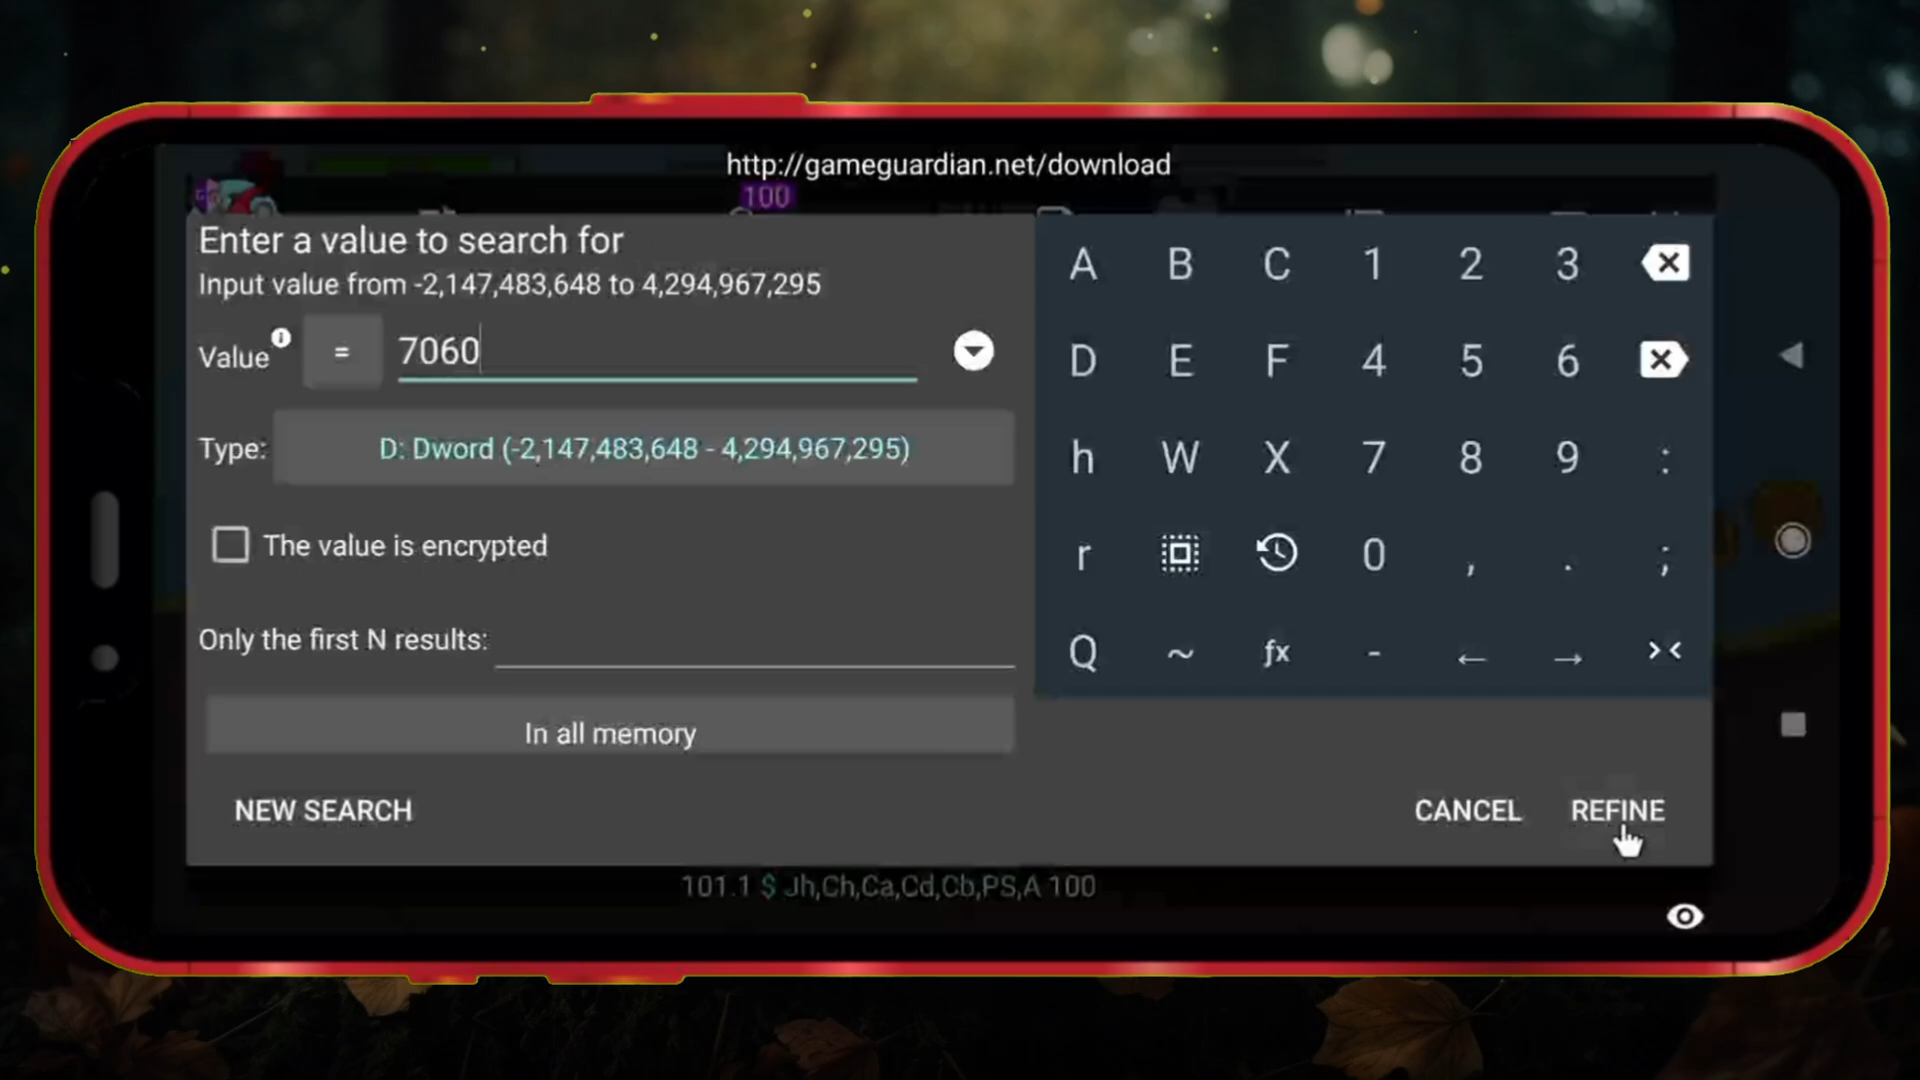 http://gameguardian.net/download
100
Enter a value to search for
Input value from -2,147,483,648 to 4,294,967,295
Value = 7060
Type: D: Dword (-2,147,483,648 - 4,294,967,295)
The value is encrypted
Only the first N results:
In all memory
NEW SEARCH
A B C 1 2 3
D E F 4 5 6
h W X 7 8 9 :
r 0 , . ;
Q ~ ƒx - ← → ><
CANCEL REFINE
101.1 $ Jh,Ch,Ca,Cd,Cb,PS,A 100